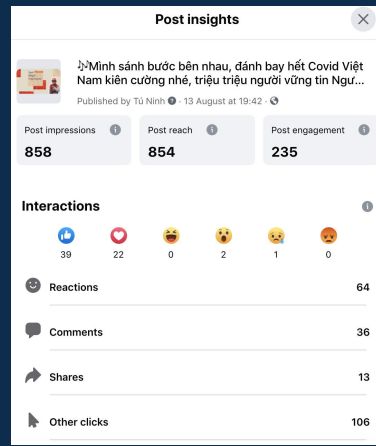 Post insights
🎶Mình sánh bước bên nhau, đánh bay hết Covid Việt
Nam kiên cường nhé, triệu triệu người vững tin Ngư...
Published by Tú Ninh · 13 August at 19:42 ·
Post impressions
858
Post reach
854
Post engagement
235
Interactions
39 22 0 2 1 0
Reactions 64
Comments 36
Shares 13
Other clicks 106